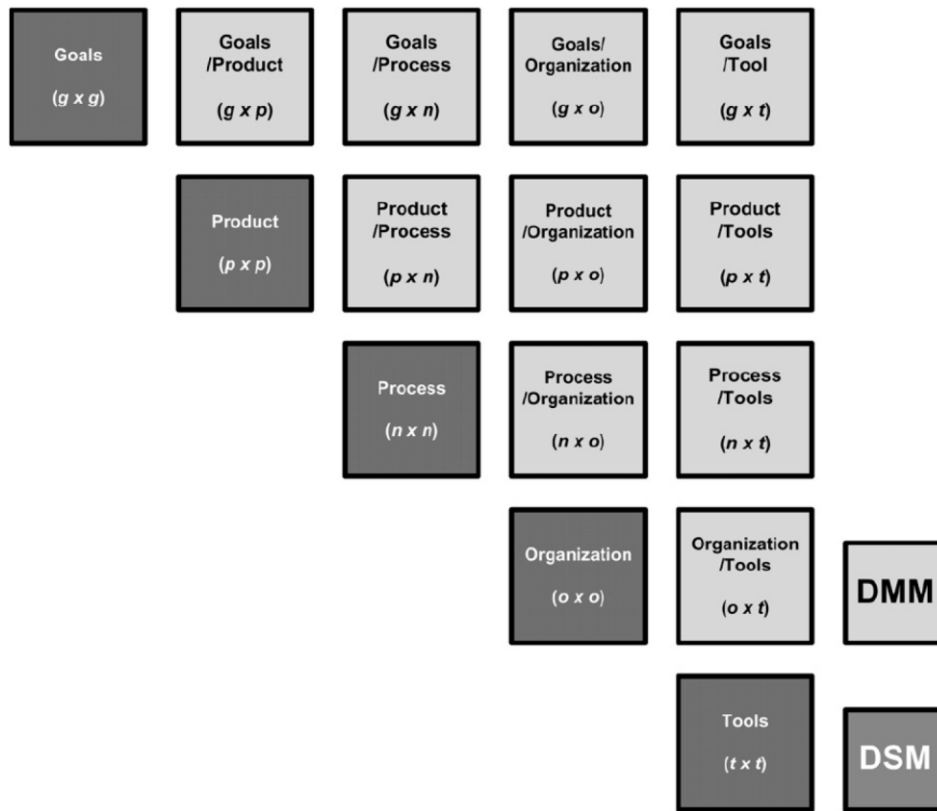 Goals
(g x g)
Goals
/Product
(g x p)
Goals
/Process
(g x n)
Goals/
Organization
(g x o)
Goals
/Tool
(g x t)
Product
(p x p)
Product
/Process
(p x n)
Product
/Organization
(p x o)
Product
/Tools
(p x t)
Process
(n x n)
Process
/Organization
(n x o)
Process
/Tools
(n x t)
Organization
(o x o)
Organization
/Tools
(o x t)
DMM
Tools
(t x t)
DSM